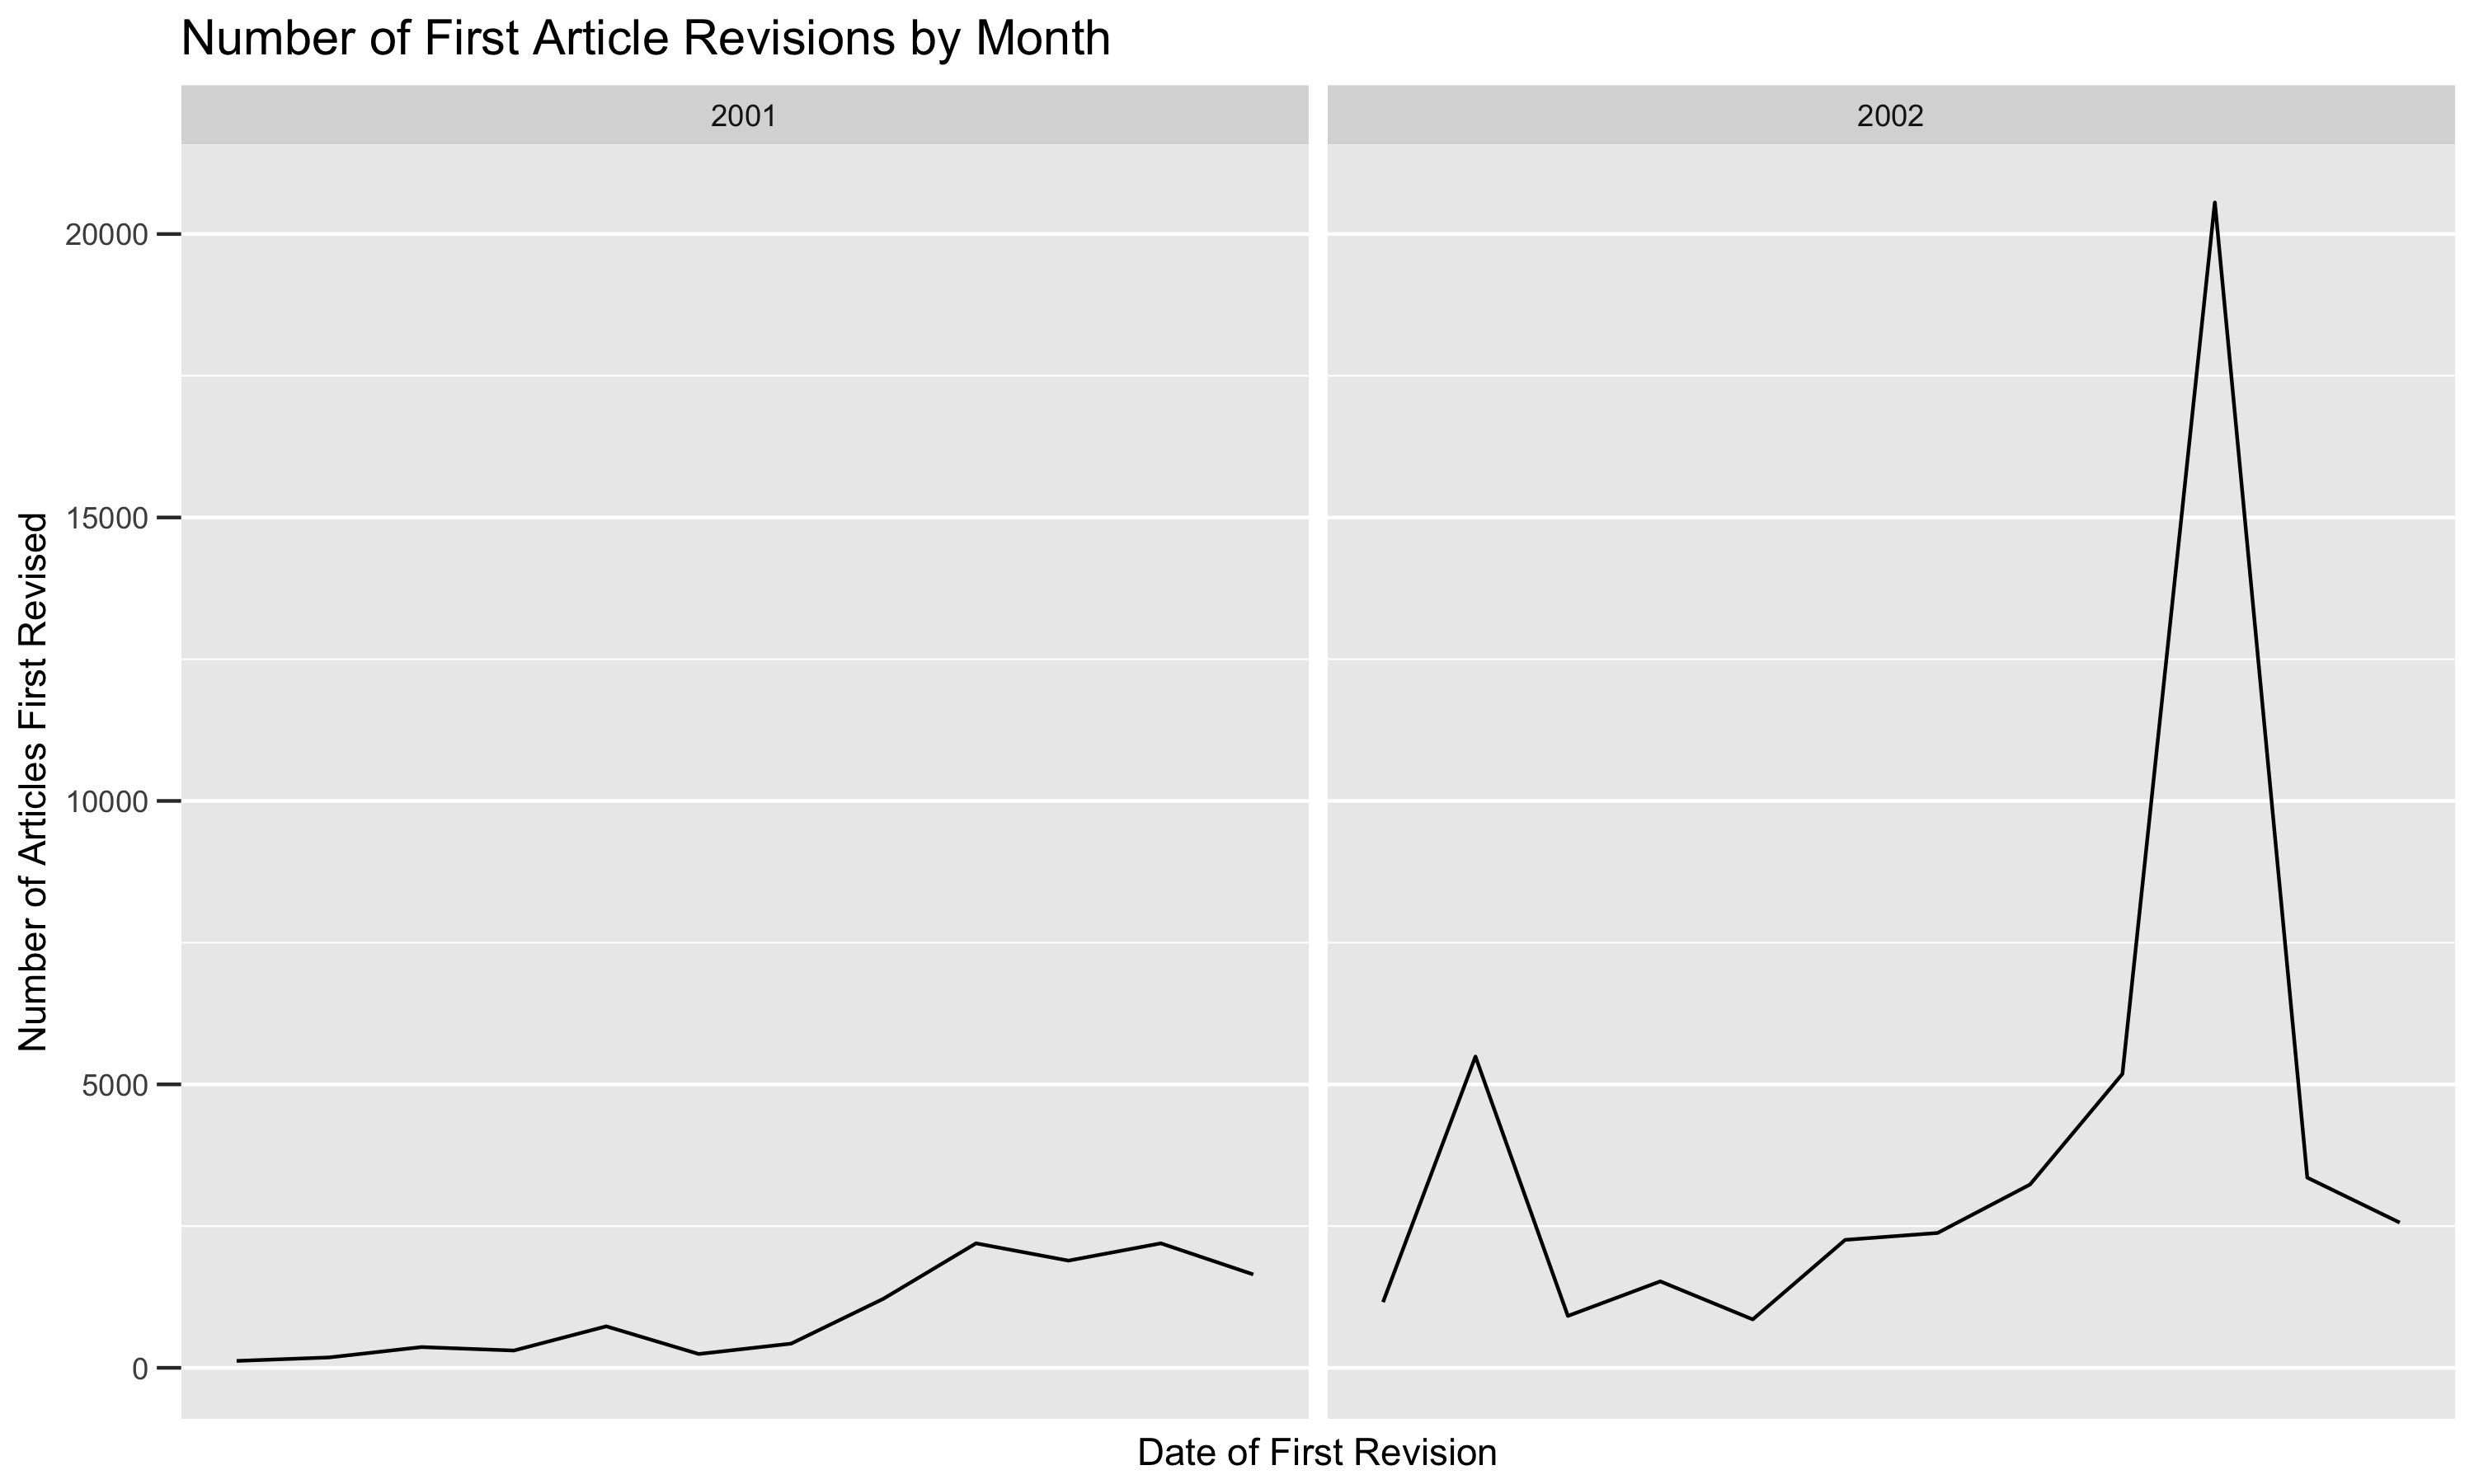 Number of First Article Revisions by Month
2001
2002
20000
15000
10000
5000
0
Number of Articles First Revised
Date of First Revision